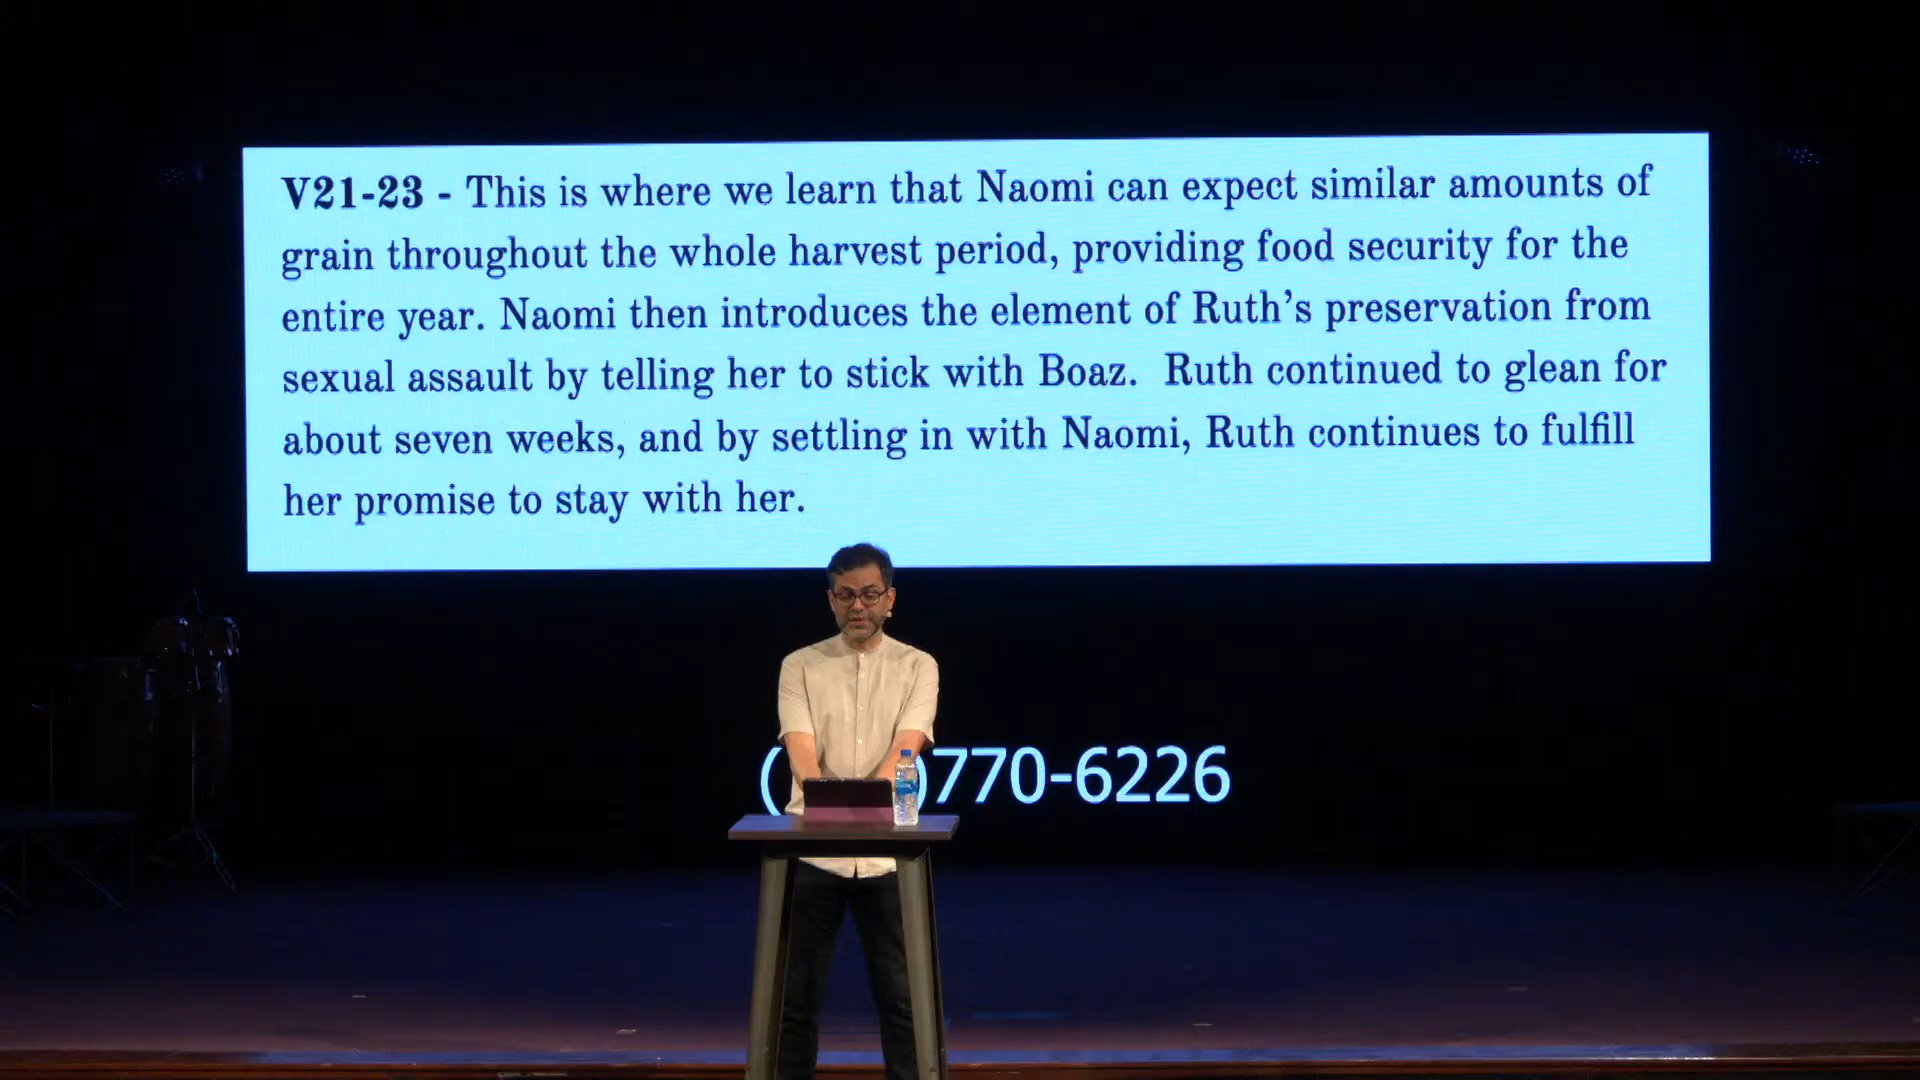 V21-23 - This is where we learn that Naomi can expect similar amounts of
grain throughout the whole harvest period, providing food security for the
entire year. Naomi then introduces the element of Ruth’s preservation from
sexual assault by telling her to stick with Boaz.  Ruth continued to glean for
about seven weeks, and by settling in with Naomi, Ruth continues to fulfill
her promise to stay with her.
( )770-6226